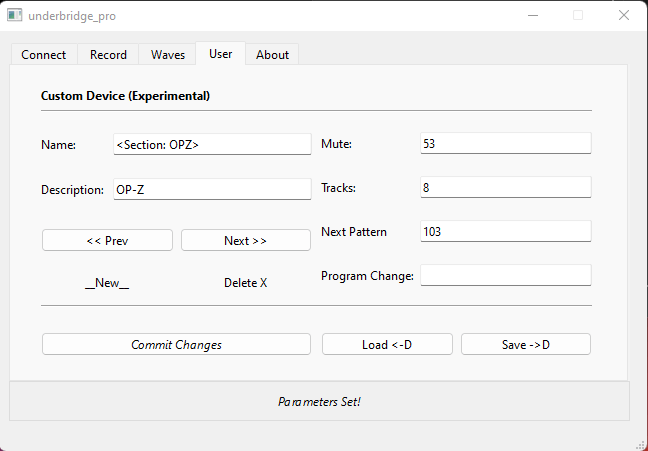 underbridge_pro
Connect Record Waves User About
Custom Device (Experimental)
Name: <Section: OPZ> Mute: 53
Description: OP-Z Tracks: 8
<< Prev Next >> Next Pattern 103
__New__ Delete X Program Change:
Commit Changes Load <-D Save ->D
Parameters Set!